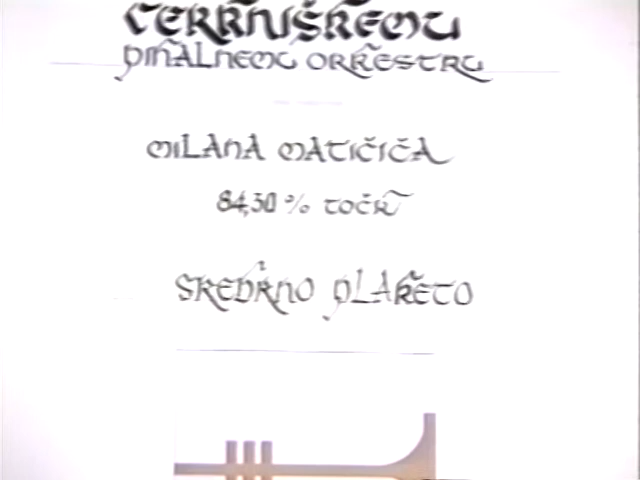 CERKNIŠKEMU
PIHALNEMU ORKESTRU
MILANA MATIČIČA
84,30 % TOČK
SREBRNO PLAKETO